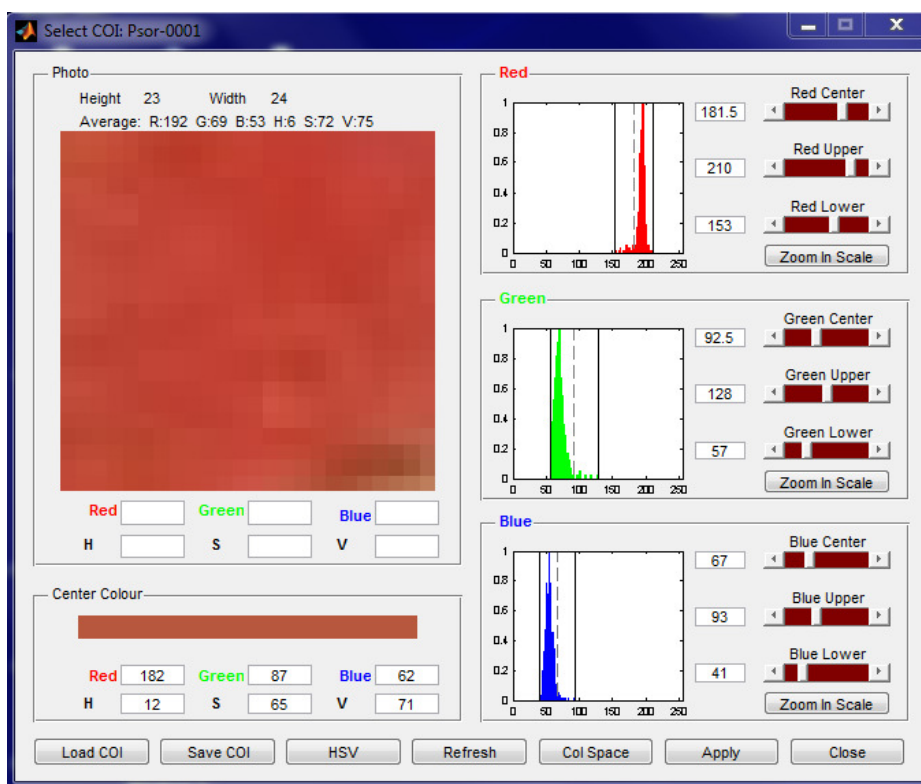 Select COI: Psor-0001
Photo
Height 23 Width 24
Average: R:192 G:69 B:53 H:6 S:72 V:75
Red Green Blue
H S V
Center Colour
Red 182 Green 87 Blue 62
H 12 S 65 V 71
Red
1
0.8
0.6
0.4
0.2
0
0 50 100 150 200 250
181.5 Red Center
210 Red Upper
153 Red Lower
Zoom In Scale
Green
1
0.8
0.6
0.4
0.2
0
0 50 100 150 200 250
92.5 Green Center
128 Green Upper
57 Green Lower
Zoom In Scale
Blue
1
0.8
0.6
0.4
0.2
0
0 50 100 150 200 250
67 Blue Center
93 Blue Upper
41 Blue Lower
Zoom In Scale
Load COI Save COI HSV Refresh Col Space Apply Close